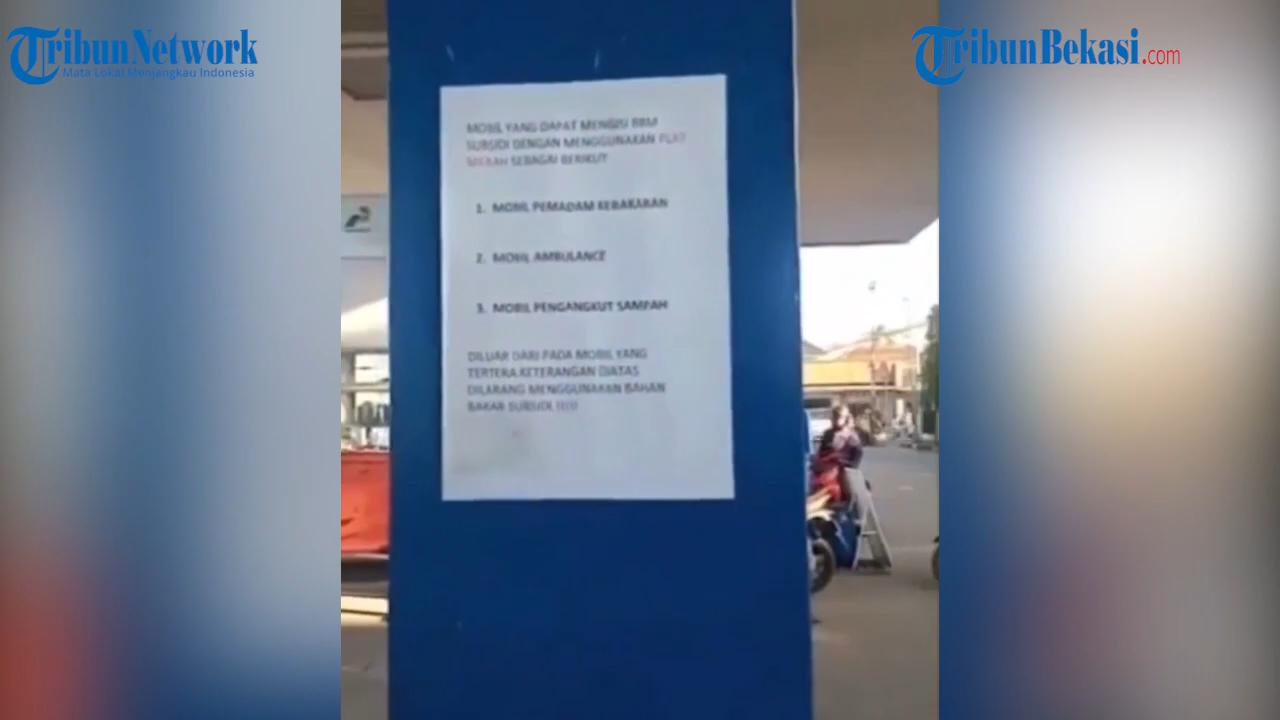 TribunNetwork
Mata Lokal Menjangkau Indonesia
TribunBekasi.com
MOBIL YANG DAPAT MENGISI BBM
SUBSIDI DENGAN MENGGUNAKAN PLAT
MERAH SEBAGAI BERIKUT
1. MOBIL PEMADAM KEBAKARAN
2. MOBIL AMBULANCE
3. MOBIL PENGANGKUT SAMPAH
DILUAR DARI PADA MOBIL YANG
TERTERA KETERANGAN DIATAS
DILARANG MENGGUNAKAN BAHAN
BAKAR SUBSIDI !!!!!